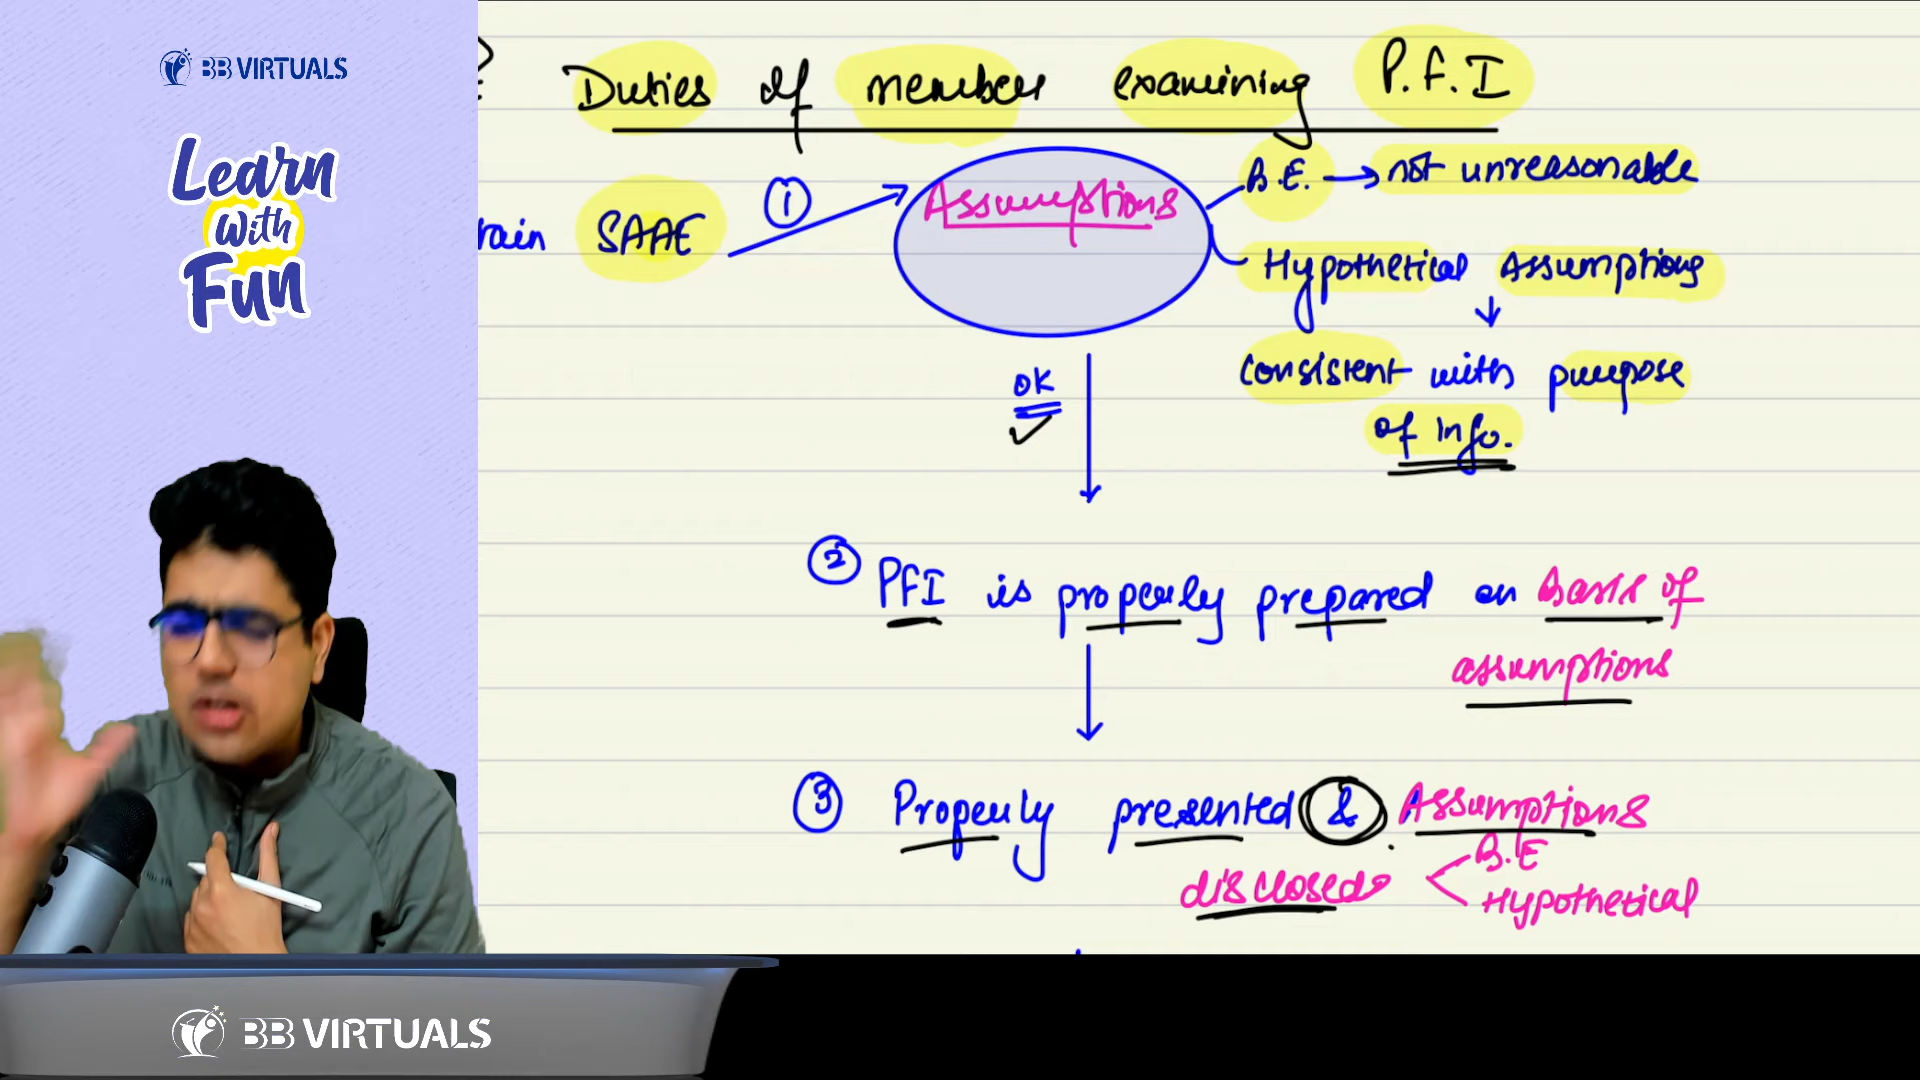 BB VIRTUALS
Learn
With
Fun
Duties of member examining P.F.I
rain SAAE ① Assumptions
B.E. → not unreasonable
Hypothetical Assumptions
↓
consistent with purpose
of Info.
OK
② PFI is properly prepared on basis of
assumptions
③ Properly presented & Assumptions
disclosed
B.E
Hypothetical
BB VIRTUALS